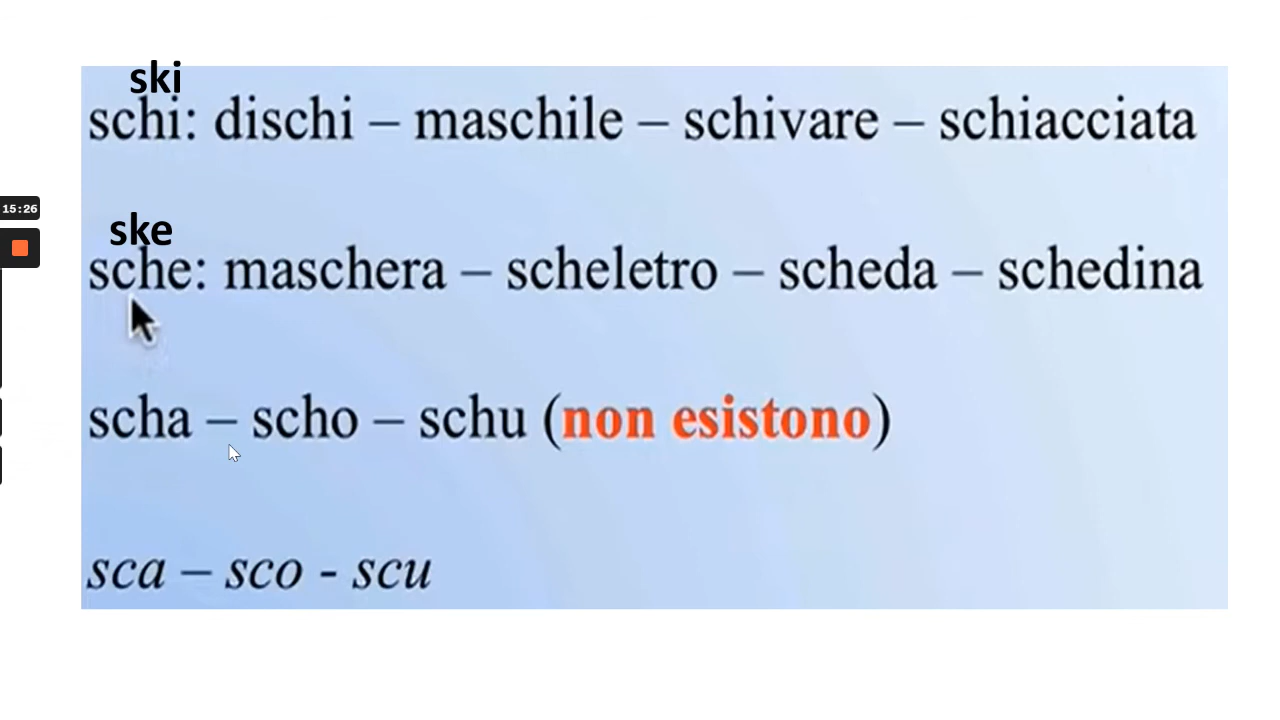 ski
schi: dischi – maschile – schivare – schiacciata
15:26
ske
sche: maschera – scheletro – scheda – schedina
scha – scho – schu (non esistono)
sca – sco - scu